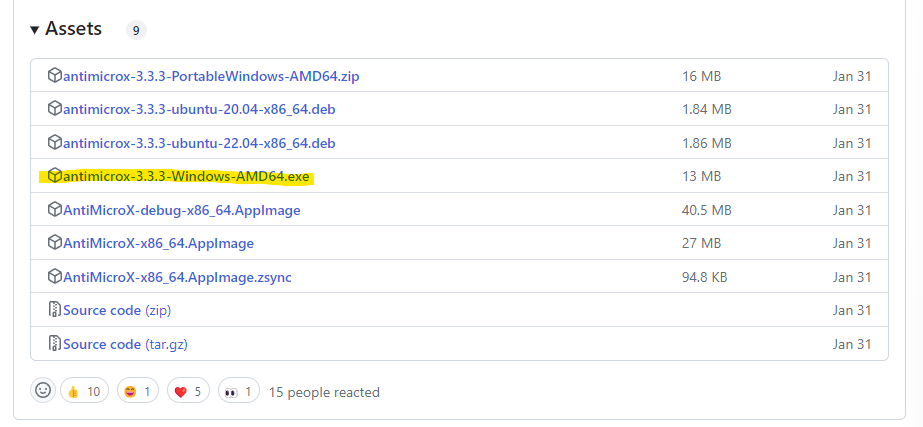 Assets 9
antimicrox-3.3.3-PortableWindows-AMD64.zip 16 MB Jan 31
antimicrox-3.3.3-ubuntu-20.04-x86_64.deb 1.84 MB Jan 31
antimicrox-3.3.3-ubuntu-22.04-x86_64.deb 1.86 MB Jan 31
antimicrox-3.3.3-Windows-AMD64.exe 13 MB Jan 31
AntiMicroX-debug-x86_64.AppImage 40.5 MB Jan 31
AntiMicroX-x86_64.AppImage 27 MB Jan 31
AntiMicroX-x86_64.AppImage.zsync 94.8 KB Jan 31
Source code (zip) Jan 31
Source code (tar.gz) Jan 31
10 1 5 1 15 people reacted